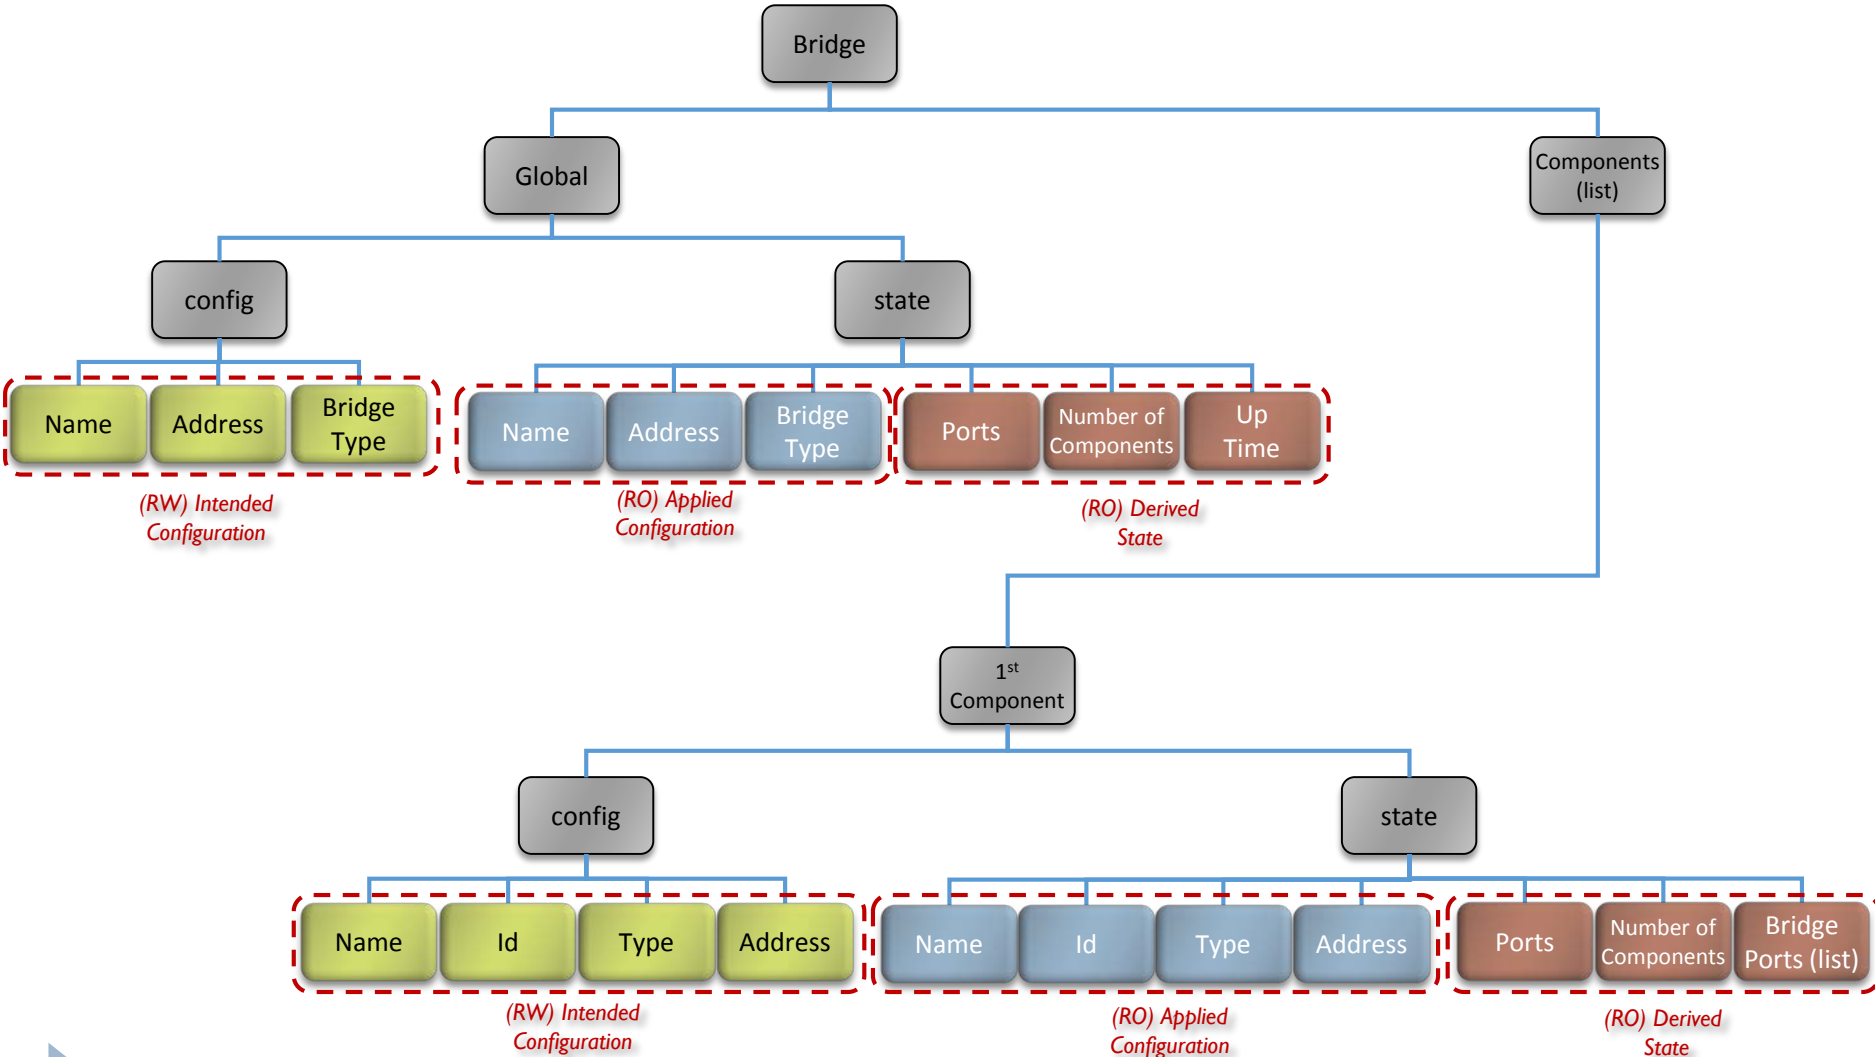 Bridge
Global
Components
(list)
config
state
Name
Address
Bridge
Type
Name
Address
Bridge
Type
Ports
Number of
Components
Up
Time
(RW) Intended
Configuration
(RO) Applied
Configuration
(RO) Derived
State
1st
Component
config
state
Name
Id
Type
Address
Name
Id
Type
Address
Ports
Number of
Components
Bridge
Ports (list)
(RW) Intended
Configuration
(RO) Applied
Configuration
(RO) Derived
State